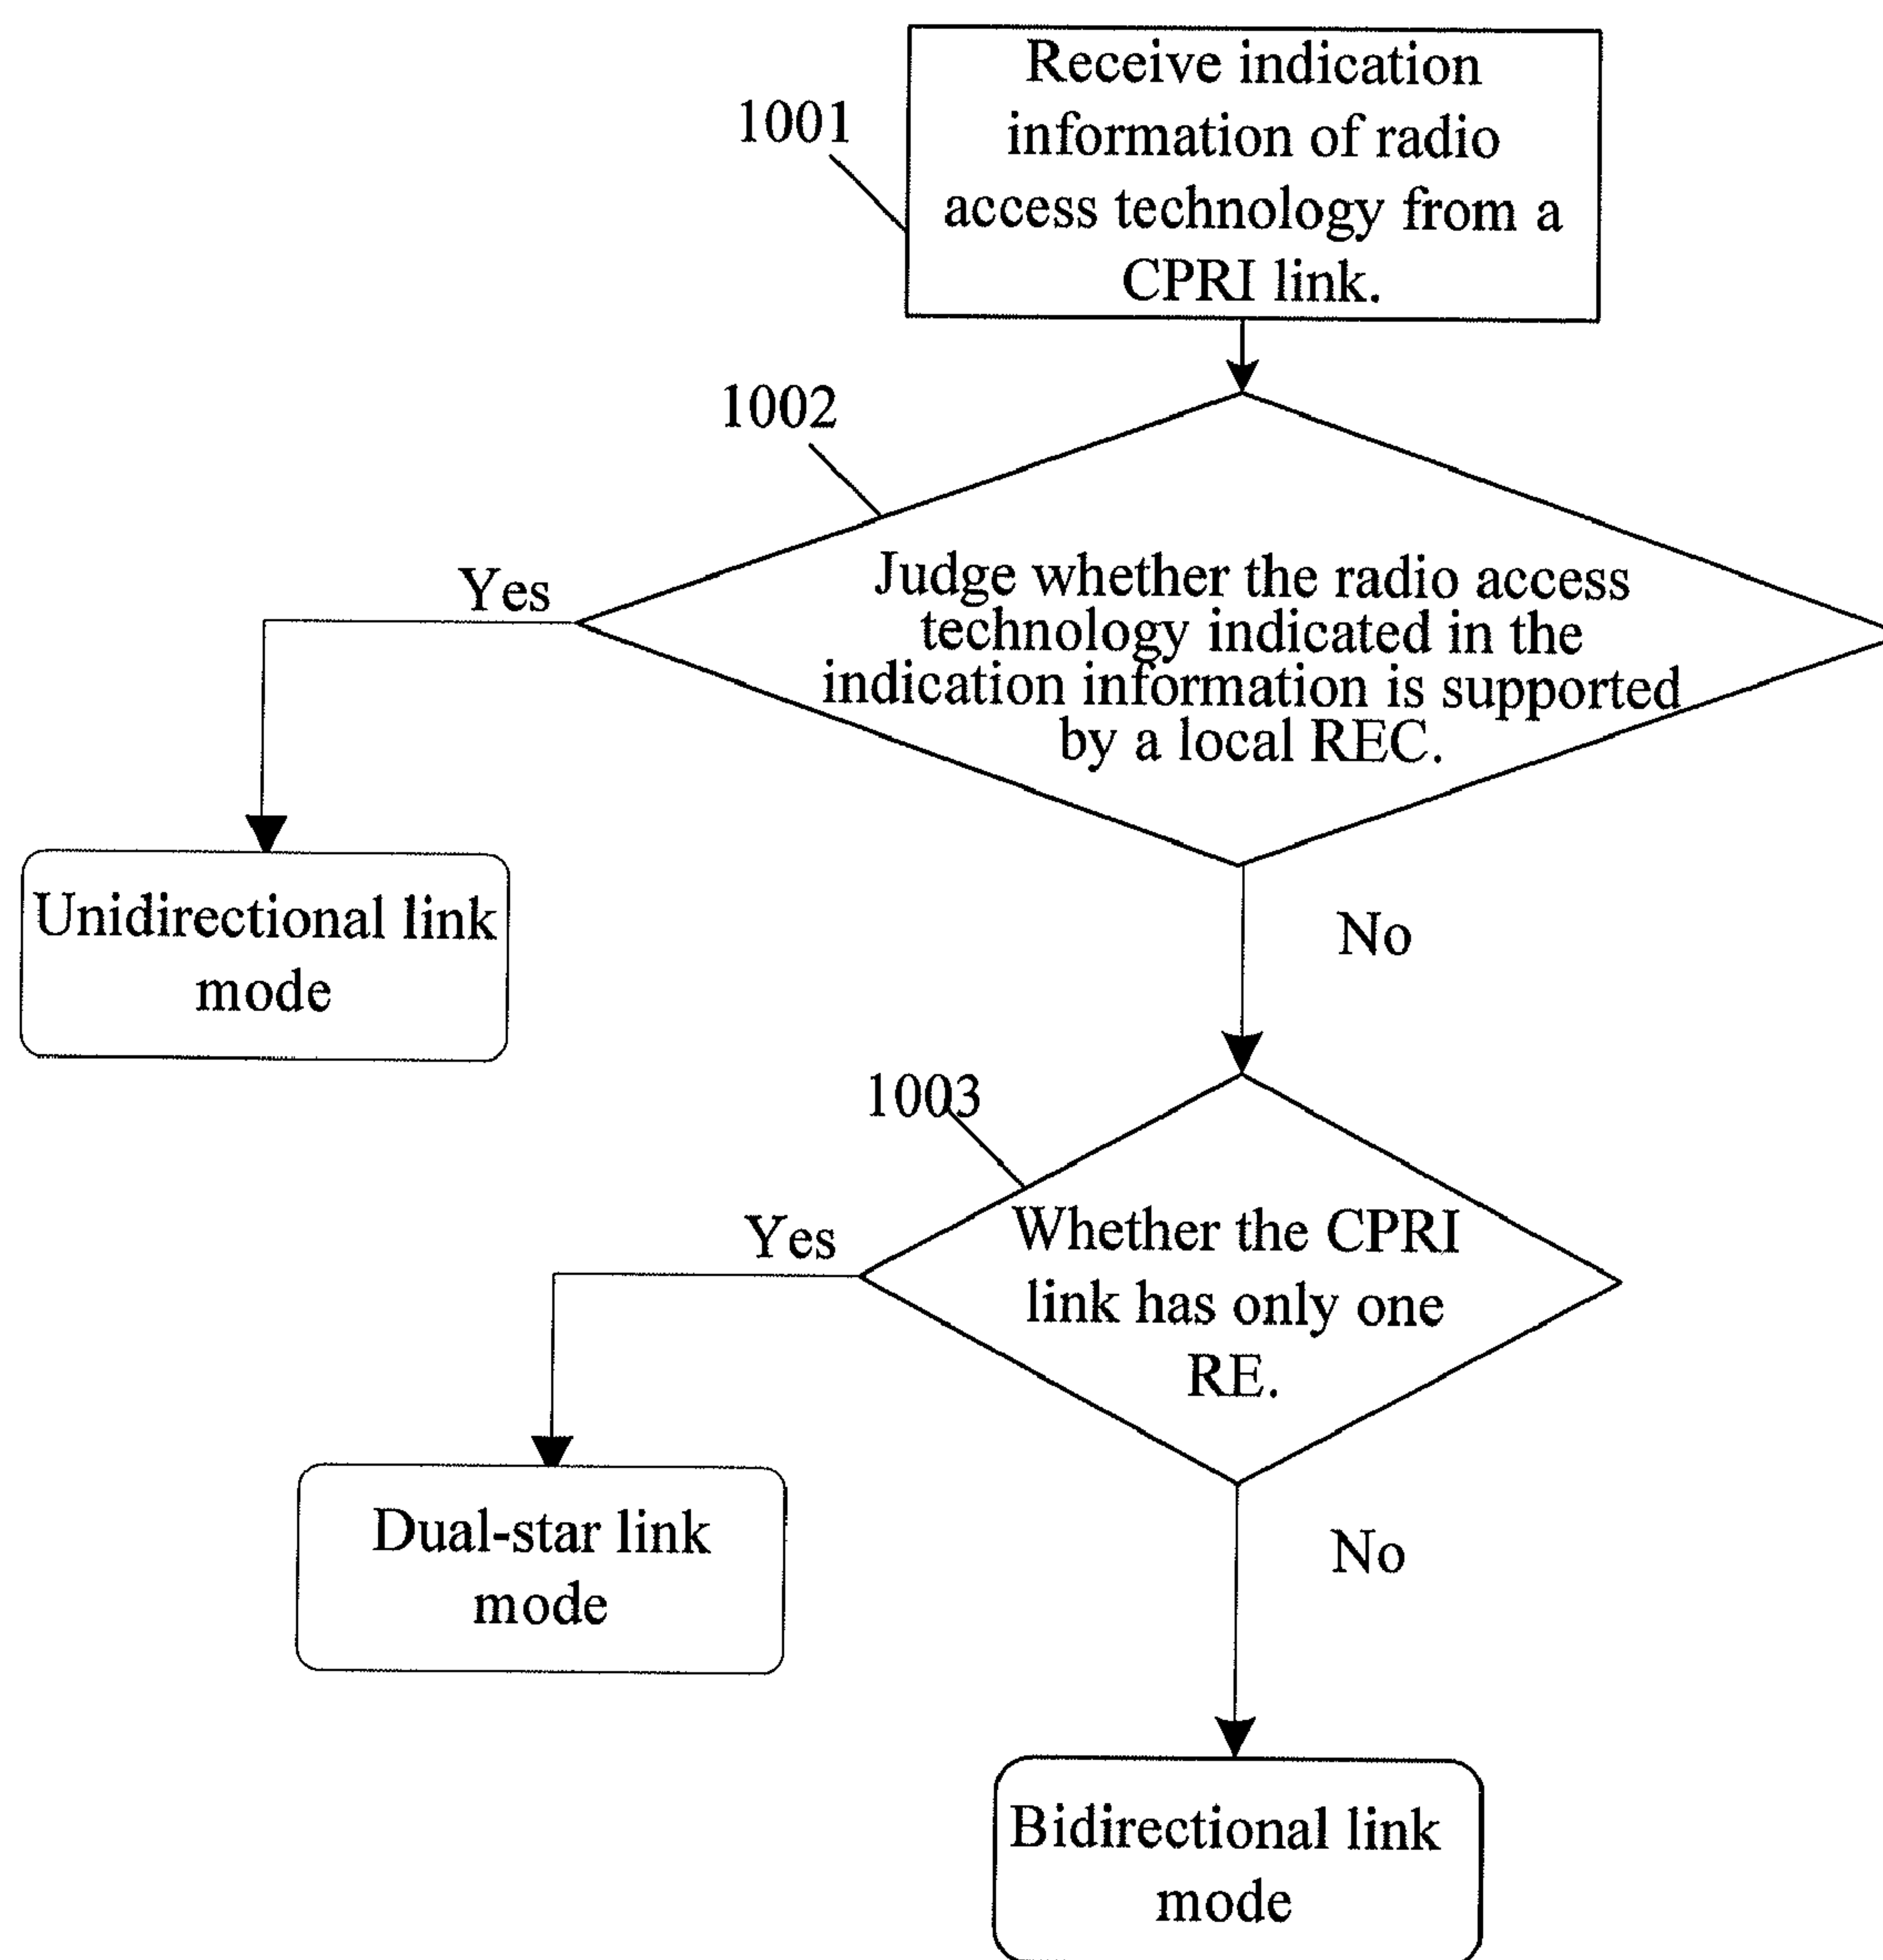 Receive indication
information of radio
access technology from a
CPRI link.
1001
1002
Judge whether the radio access
technology indicated in the
indication information is supported
by a local REC.
Yes
Unidirectional link
mode
No
1003
Whether the CPRI
link has only one
RE.
Yes
Dual-star link
mode
No
Bidirectional link
mode